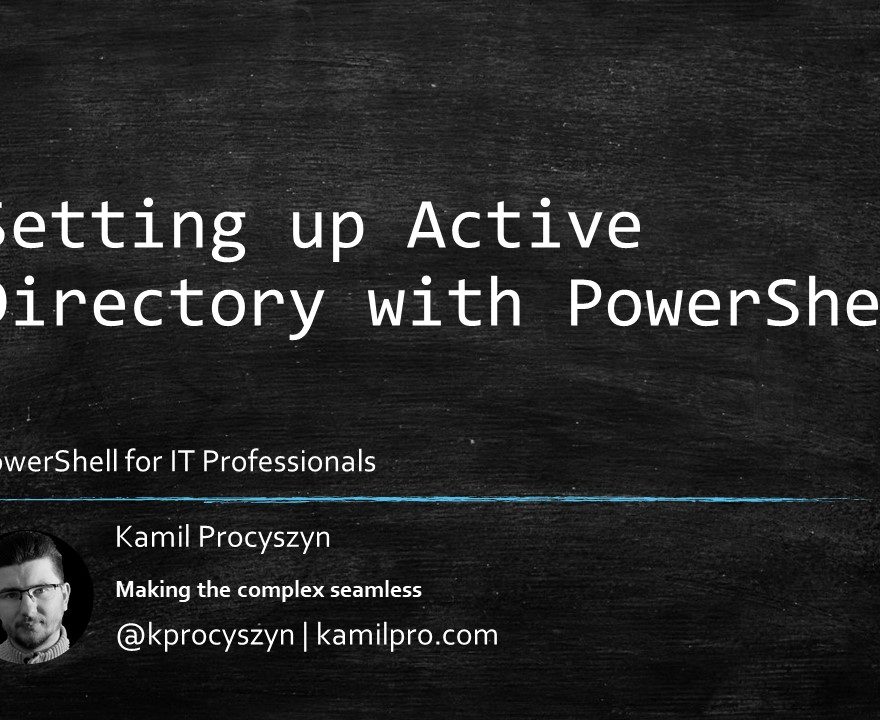 Setting up Active
Directory with PowerShe
owerShell for IT Professionals
Kamil Procyszyn
Making the complex seamless
@kprocyszyn | kamilpro.com